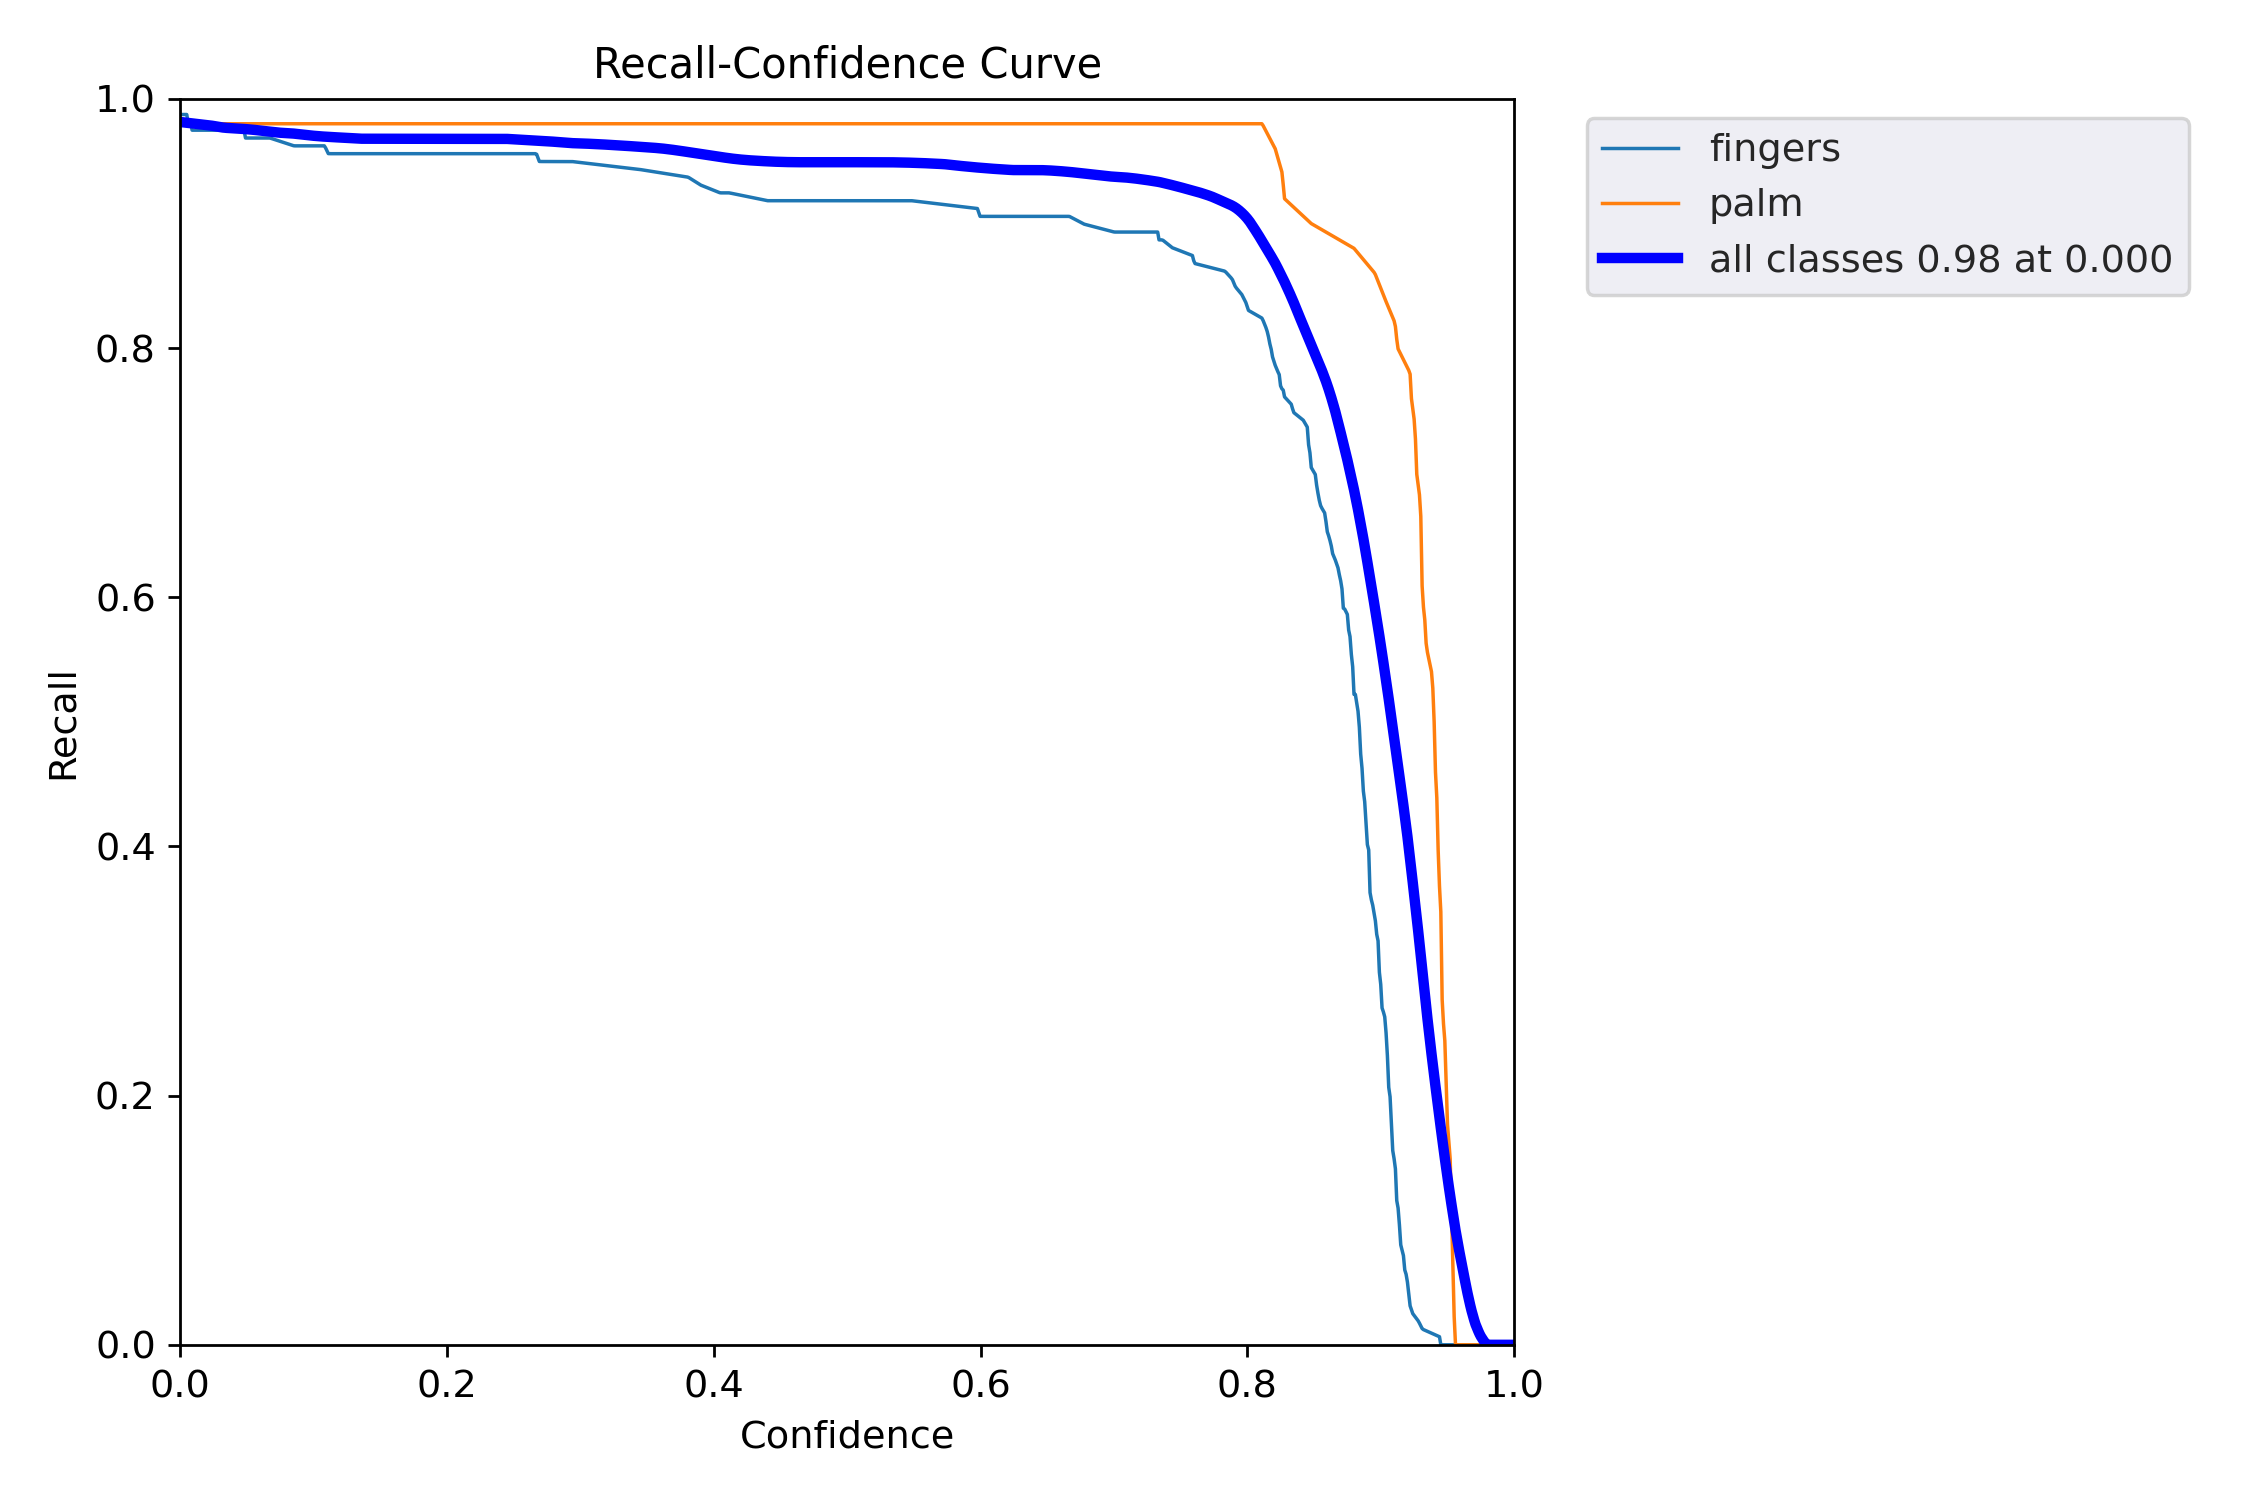 Recall-Confidence Curve
1.0
0.8
0.6
0.4
0.2
0.0
Recall
0.0 0.2 0.4 0.6 0.8 1.0
Confidence
fingers
palm
all classes 0.98 at 0.000